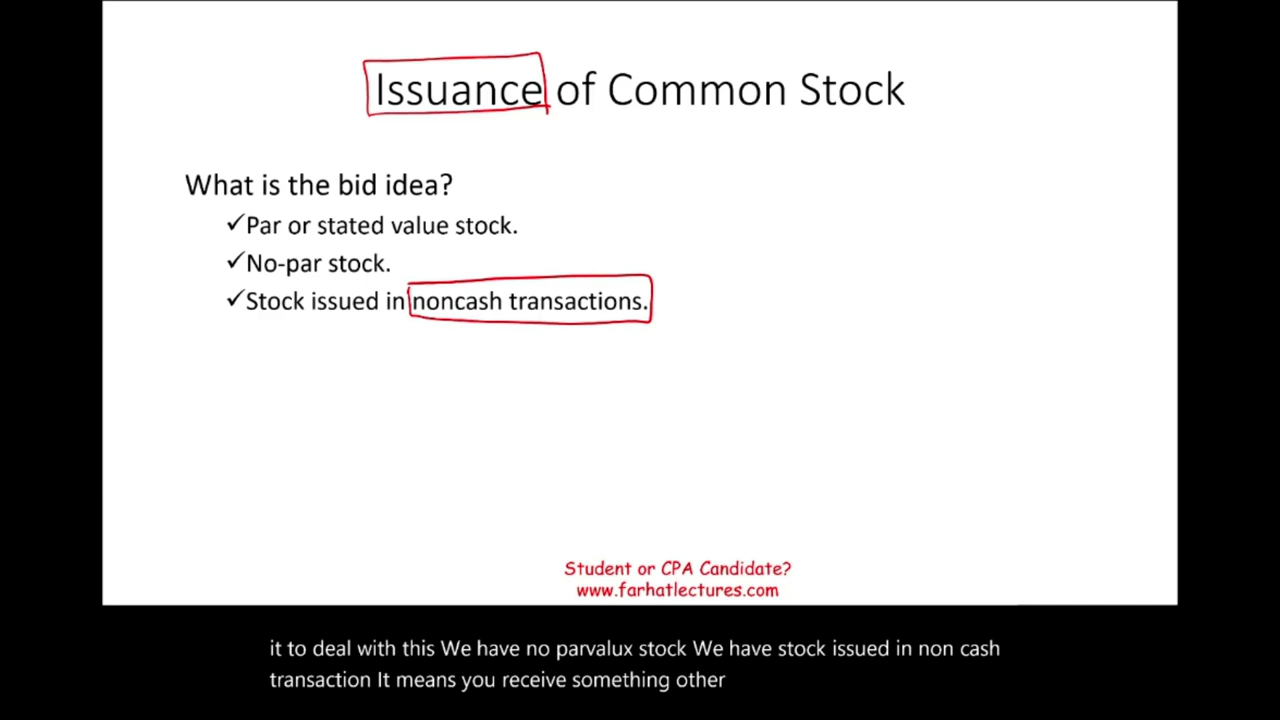 Issuance of Common Stock
What is the bid idea?
✓Par or stated value stock.
✓No-par stock.
✓Stock issued in noncash transactions.
Student or CPA Candidate?
www.farhatlectures.com
it to deal with this We have no parvalux stock We have stock issued in non cash
transaction It means you receive something other